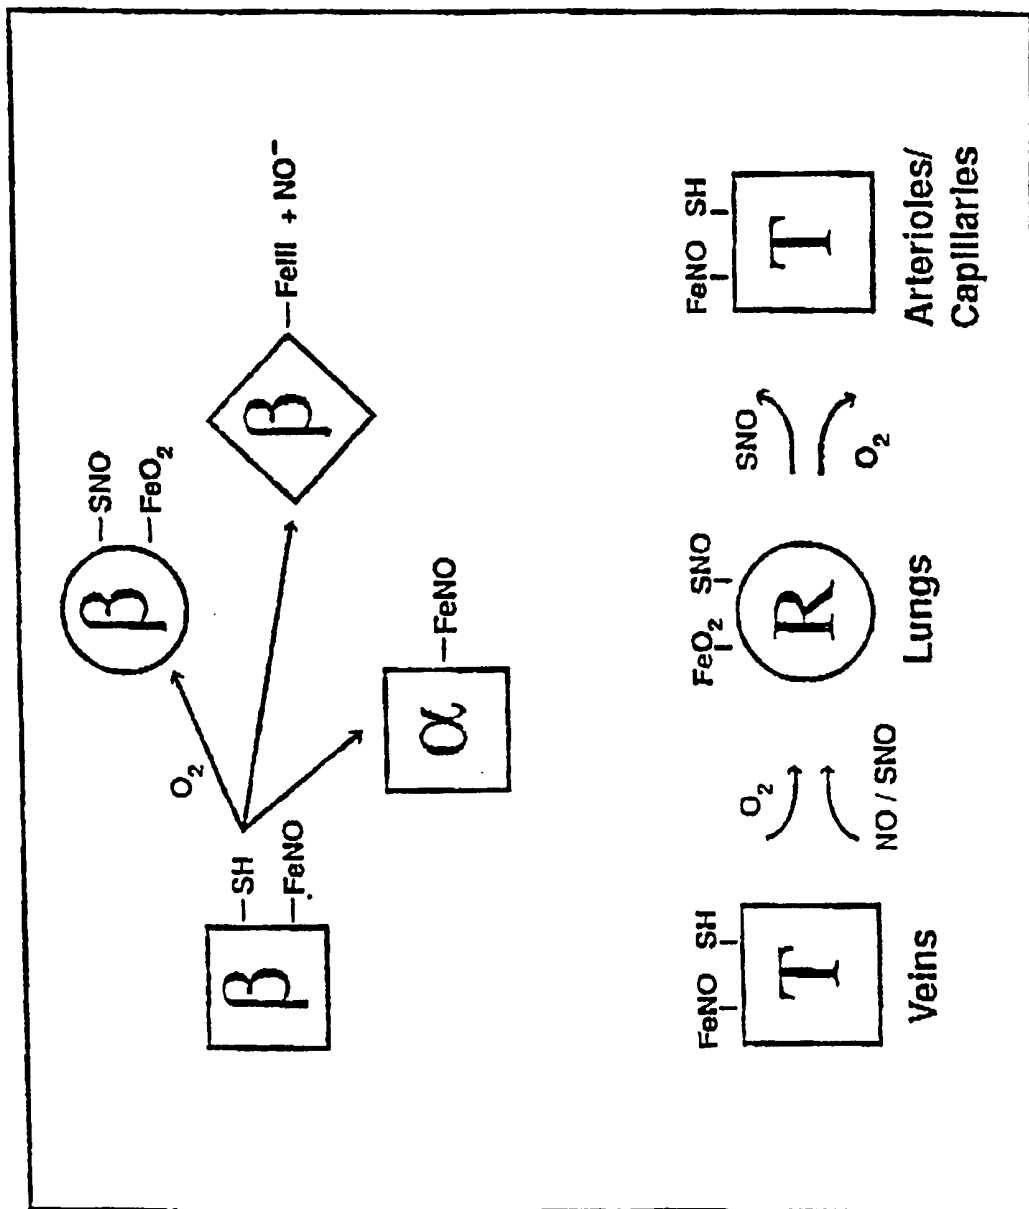 β
—SNO
—FeO₂
O₂
β
—SH
—FeNO
β
—FeIII + NO⁻
α
—FeNO
FeNO SH
T
Veins
O₂
NO / SNO
FeO₂ SNO
R
Lungs
SNO
O₂
FeNO SH
T
Arterioles/
Capillaries